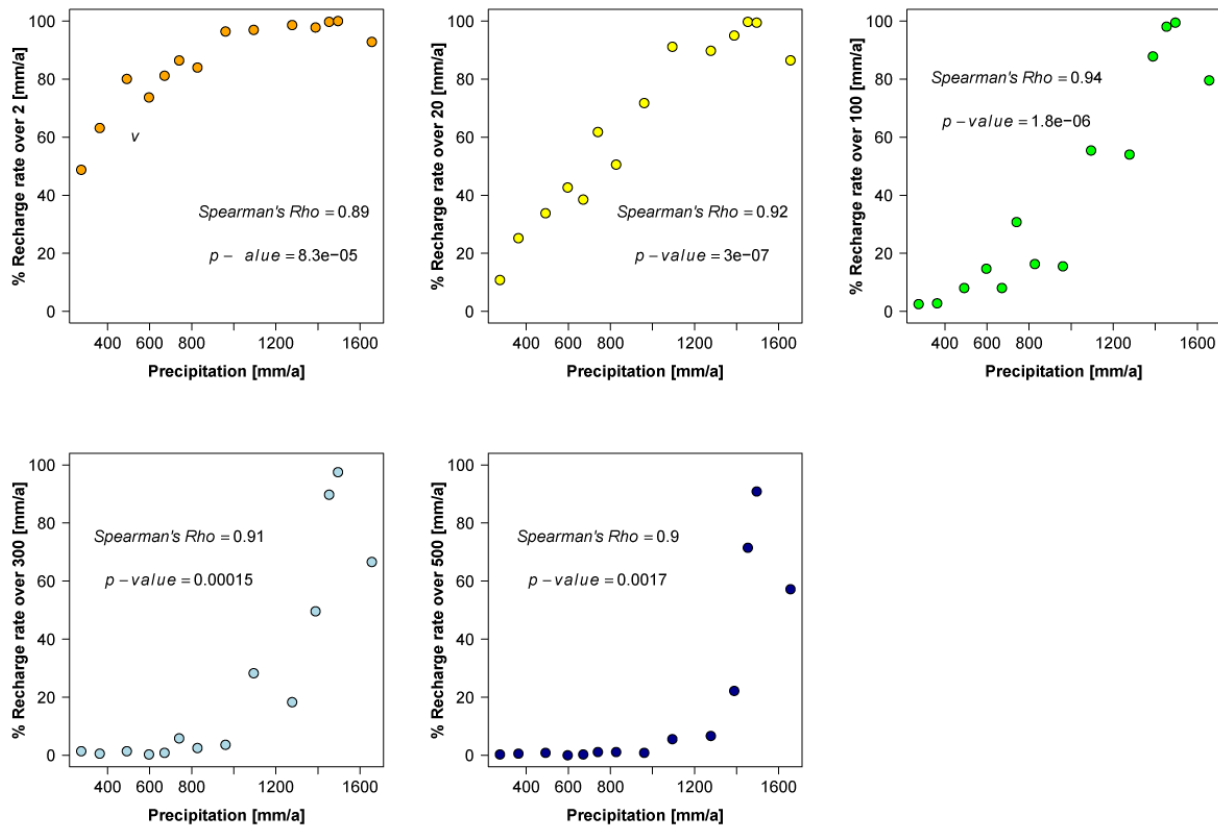 % Recharge rate over 2 [mm/a]
100
80
60
40
20
0
v
Spearman's Rho = 0.89
p − alue = 8.3e−05
400 600 800 1200 1600
Precipitation [mm/a]
% Recharge rate over 20 [mm/a]
100
80
60
40
20
0
Spearman's Rho = 0.92
p − value = 3e−07
400 600 800 1200 1600
Precipitation [mm/a]
% Recharge rate over 100 [mm/a]
100
80
60
40
20
0
Spearman's Rho = 0.94
p − value = 1.8e−06
400 600 800 1200 1600
Precipitation [mm/a]
% Recharge rate over 300 [mm/a]
100
80
60
40
20
0
Spearman's Rho = 0.91
p − value = 0.00015
400 600 800 1200 1600
Precipitation [mm/a]
% Recharge rate over 500 [mm/a]
100
80
60
40
20
0
Spearman's Rho = 0.9
p − value = 0.0017
400 600 800 1200 1600
Precipitation [mm/a]